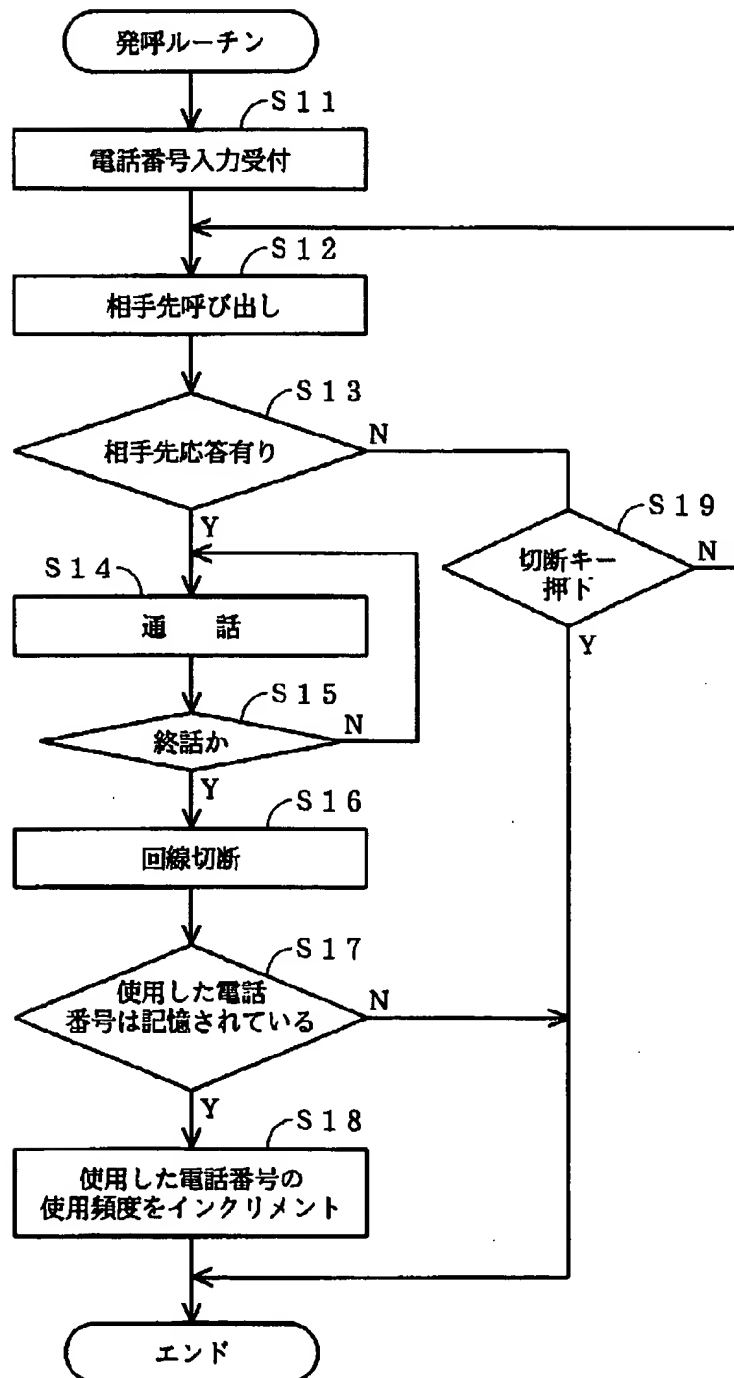 発呼ルーチン
S11
電話番号入力受付
S12
相手先呼び出し
S13
相手先応答有り
N
Y
S19
切断キー
押下
N
Y
S14
通 話
S15
終話か
N
Y
S16
回線切断
S17
使用した電話
番号は記憶されている
N
Y
S18
使用した電話番号の
使用頻度をインクリメント
エンド